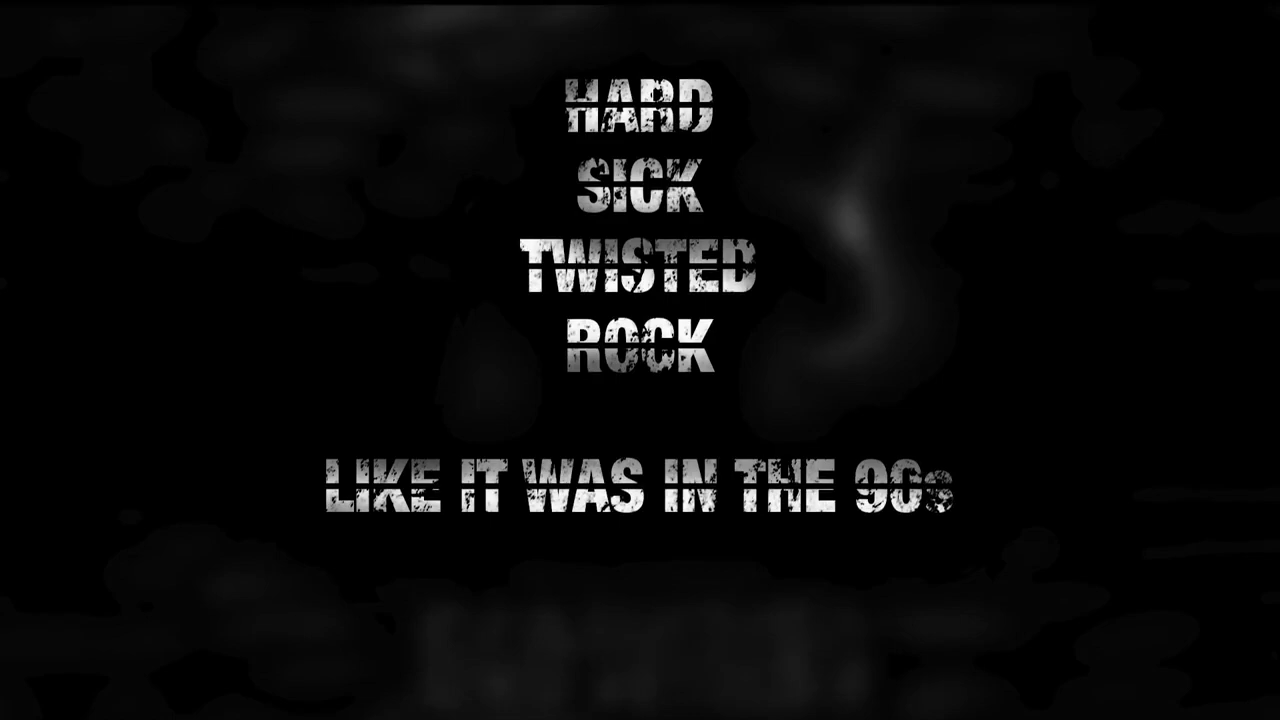 HARD
SICK
TWISTED
ROCK
LIKE IT WAS IN THE 90s